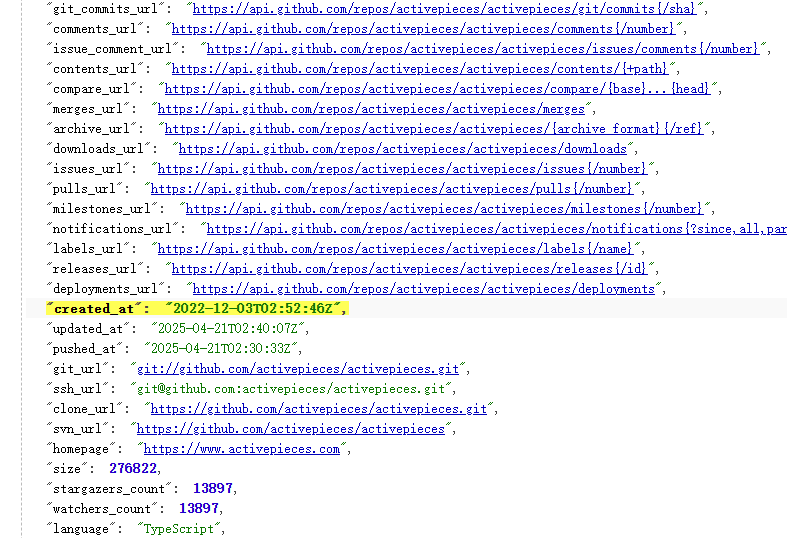 "git_commits_url": "https://api.github.com/repos/activepieces/activepieces/git/commits{/sha}",
"comments_url": "https://api.github.com/repos/activepieces/activepieces/comments{/number}",
"issue_comment_url": "https://api.github.com/repos/activepieces/activepieces/issues/comments{/number}",
"contents_url": "https://api.github.com/repos/activepieces/activepieces/contents/{+path}",
"compare_url": "https://api.github.com/repos/activepieces/activepieces/compare/{base}...{head}",
"merges_url": "https://api.github.com/repos/activepieces/activepieces/merges",
"archive_url": "https://api.github.com/repos/activepieces/activepieces/{archive_format}{/ref}",
"downloads_url": "https://api.github.com/repos/activepieces/activepieces/downloads",
"issues_url": "https://api.github.com/repos/activepieces/activepieces/issues{/number}",
"pulls_url": "https://api.github.com/repos/activepieces/activepieces/pulls{/number}",
"milestones_url": "https://api.github.com/repos/activepieces/activepieces/milestones{/number}",
"notifications_url": "https://api.github.com/repos/activepieces/activepieces/notifications{?since,all,par
"labels_url": "https://api.github.com/repos/activepieces/activepieces/labels{/name}",
"releases_url": "https://api.github.com/repos/activepieces/activepieces/releases{/id}",
"deployments_url": "https://api.github.com/repos/activepieces/activepieces/deployments",
"created_at": "2022-12-03T02:52:46Z",
"updated_at": "2025-04-21T02:40:07Z",
"pushed_at": "2025-04-21T02:30:33Z",
"git_url": "git://github.com/activepieces/activepieces.git",
"ssh_url": "git@github.com:activepieces/activepieces.git",
"clone_url": "https://github.com/activepieces/activepieces.git",
"svn_url": "https://github.com/activepieces/activepieces",
"homepage": "https://www.activepieces.com",
"size": 276822,
"stargazers_count": 13897,
"watchers_count": 13897,
"language": "TypeScript",